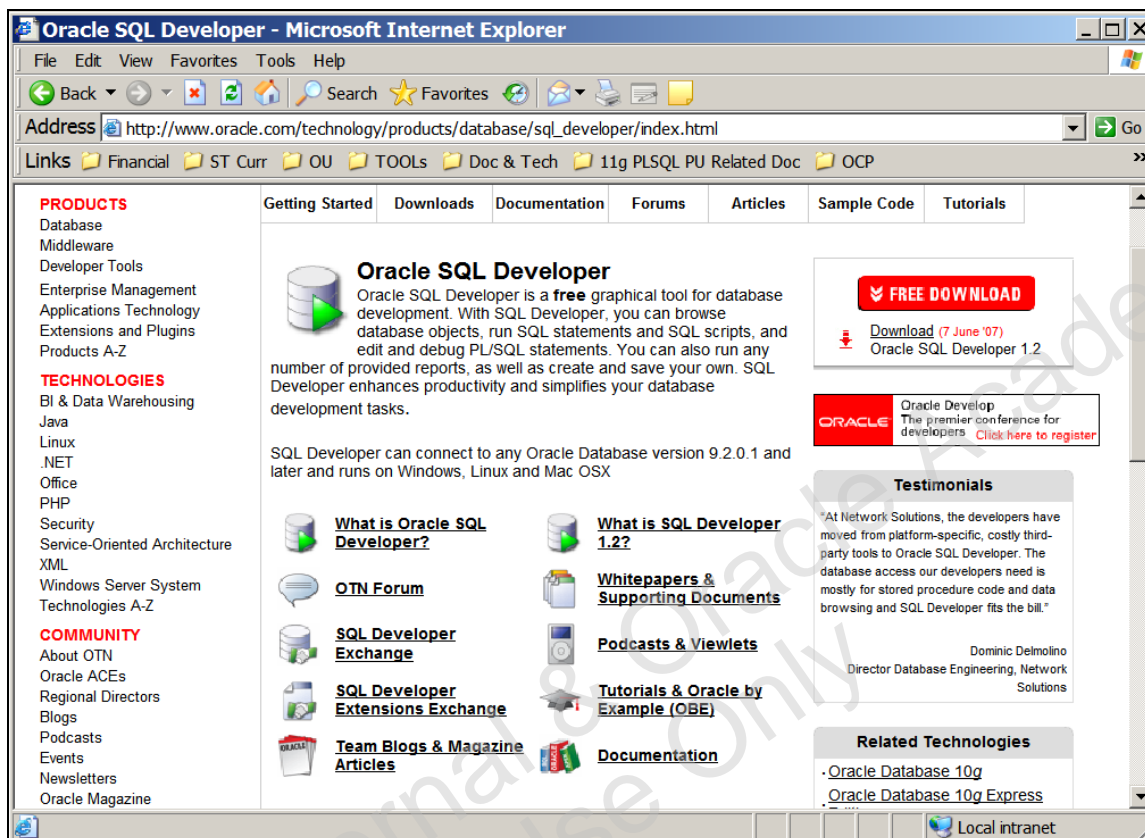 Oracle SQL Developer - Microsoft Internet Explorer
File Edit View Favorites Tools Help
Back Search Favorites
Address http://www.oracle.com/technology/products/database/sql_developer/index.html Go
Links Financial ST Curr OU TOOLs Doc & Tech 11g PLSQL PU Related Doc OCP »
PRODUCTS
Database
Middleware
Developer Tools
Enterprise Management
Applications Technology
Extensions and Plugins
Products A-Z
TECHNOLOGIES
BI & Data Warehousing
Java
Linux
.NET
Office
PHP
Security
Service-Oriented Architecture
XML
Windows Server System
Technologies A-Z
COMMUNITY
About OTN
Oracle ACEs
Regional Directors
Blogs
Podcasts
Events
Newsletters
Oracle Magazine
Getting Started Downloads Documentation Forums Articles Sample Code Tutorials
Oracle SQL Developer
Oracle SQL Developer is a free graphical tool for database
development. With SQL Developer, you can browse
database objects, run SQL statements and SQL scripts, and
edit and debug PL/SQL statements. You can also run any
number of provided reports, as well as create and save your own. SQL
Developer enhances productivity and simplifies your database
development tasks.
SQL Developer can connect to any Oracle Database version 9.2.0.1 and
later and runs on Windows, Linux and Mac OSX
What is Oracle SQL
Developer?
What is SQL Developer
1.2?
OTN Forum
Whitepapers &
Supporting Documents
SQL Developer
Exchange
Podcasts & Viewlets
SQL Developer
Extensions Exchange
Tutorials & Oracle by
Example (OBE)
ORACLE
Team Blogs & Magazine
Articles
Documentation
FREE DOWNLOAD
Download (7 June '07)
Oracle SQL Developer 1.2
ORACLE
Oracle Develop
The premier conference for
developers Click here to register
Testimonials
"At Network Solutions, the developers have
moved from platform-specific, costly third-
party tools to Oracle SQL Developer. The
database access our developers need is
mostly for stored procedure code and data
browsing and SQL Developer fits the bill."
Dominic Delmolino
Director Database Engineering, Network
Solutions
Related Technologies
Oracle Database 10g
Oracle Database 10g Express
Local intranet
& Oracle Acade
Only